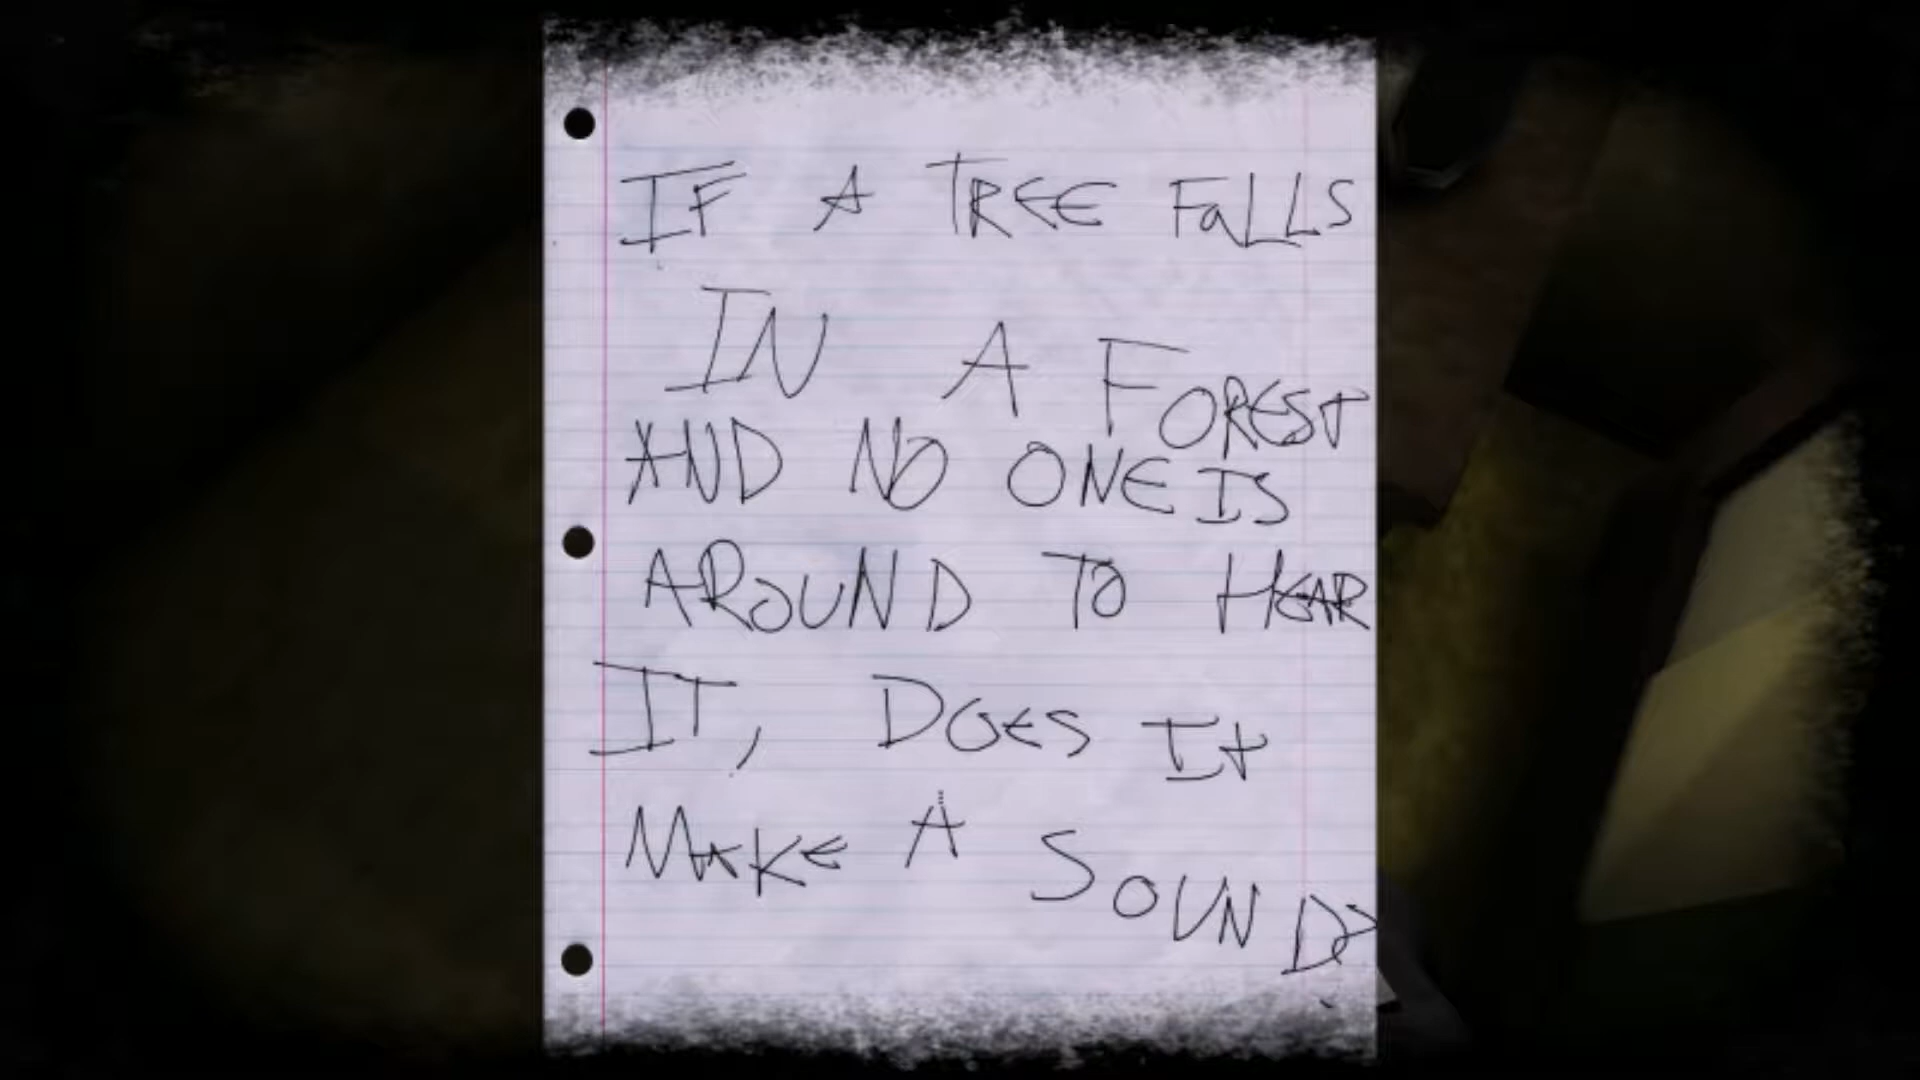 IF A TREE FaLLS
IN A FOREST
AND NO ONE IS
AROUND TO HEAR
IT, DOES It
MAKE A SOUND?